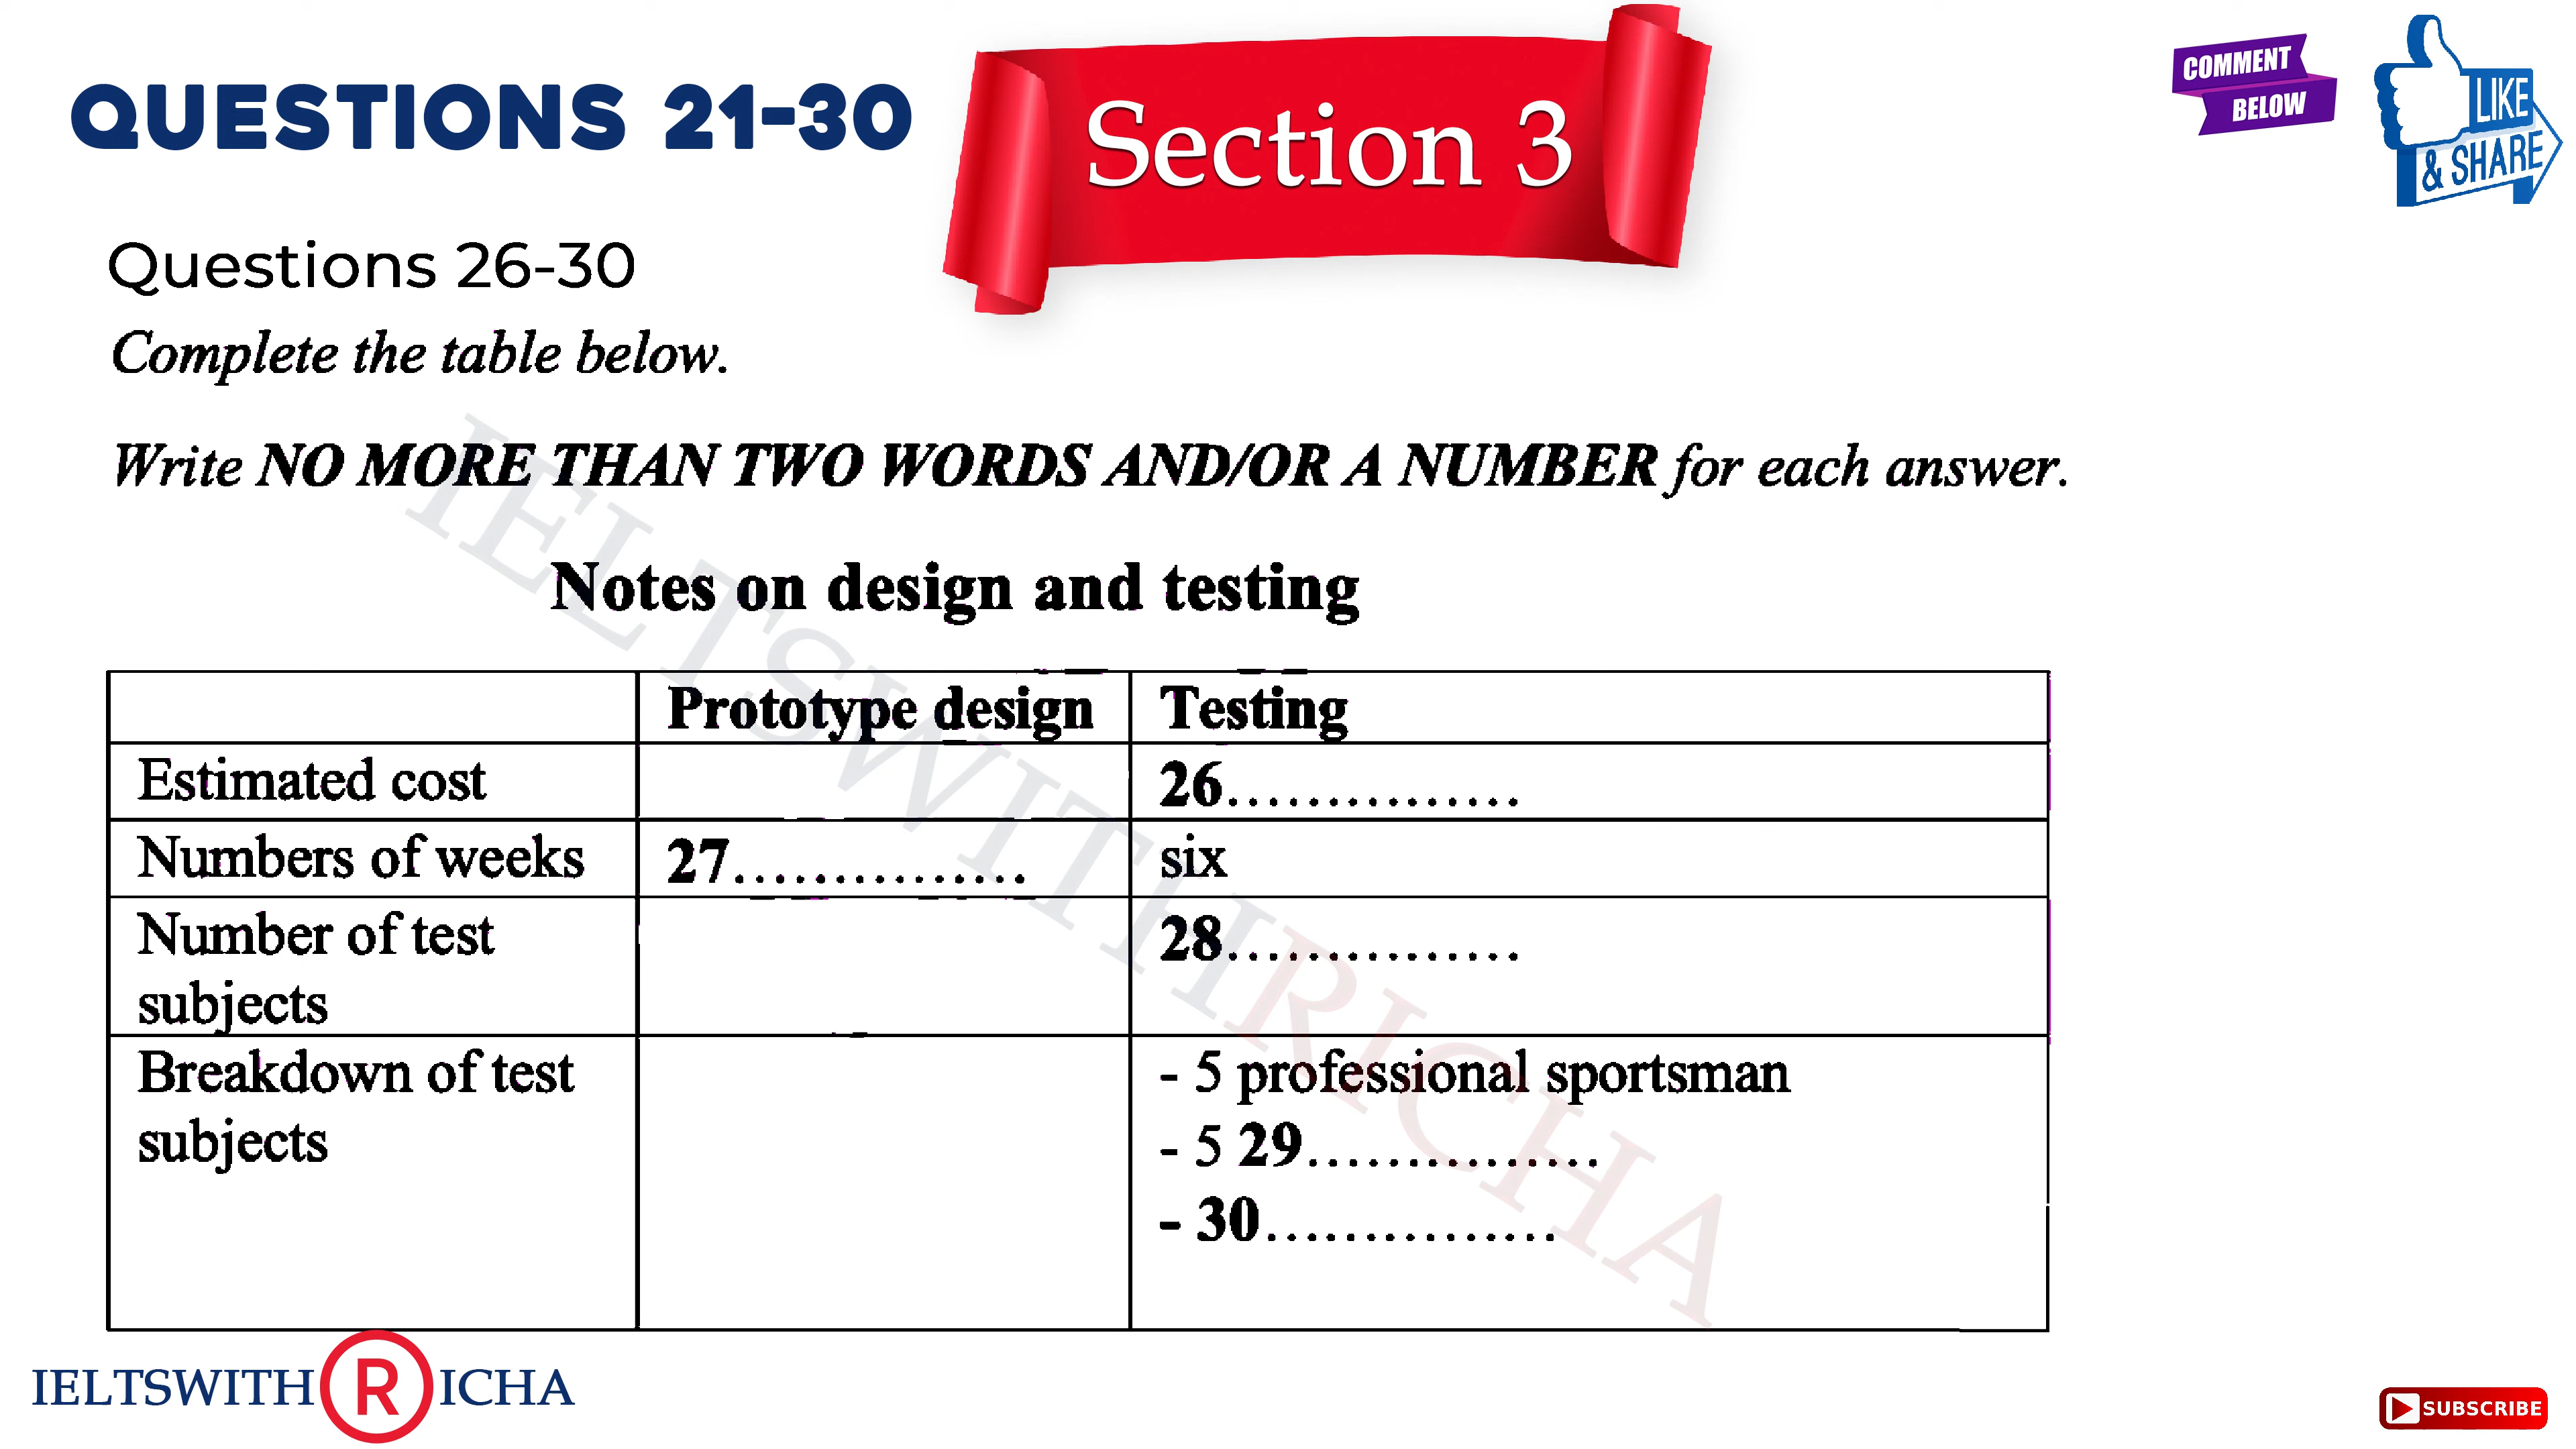 QUESTIONS 21-30
Section 3
COMMENT
BELOW
LIKE
& SHARE
Questions 26-30
Complete the table below.
Write NO MORE THAN TWO WORDS AND/OR A NUMBER for each answer.
Notes on design and testing
Prototype design Testing
Estimated cost 26...............
Numbers of weeks 27............... six
Number of test subjects 28...............
Breakdown of test subjects - 5 professional sportsman
- 5 29...............
- 30...............
IELTSWITHRICHA
IELTSWITH R ICHA
SUBSCRIBE